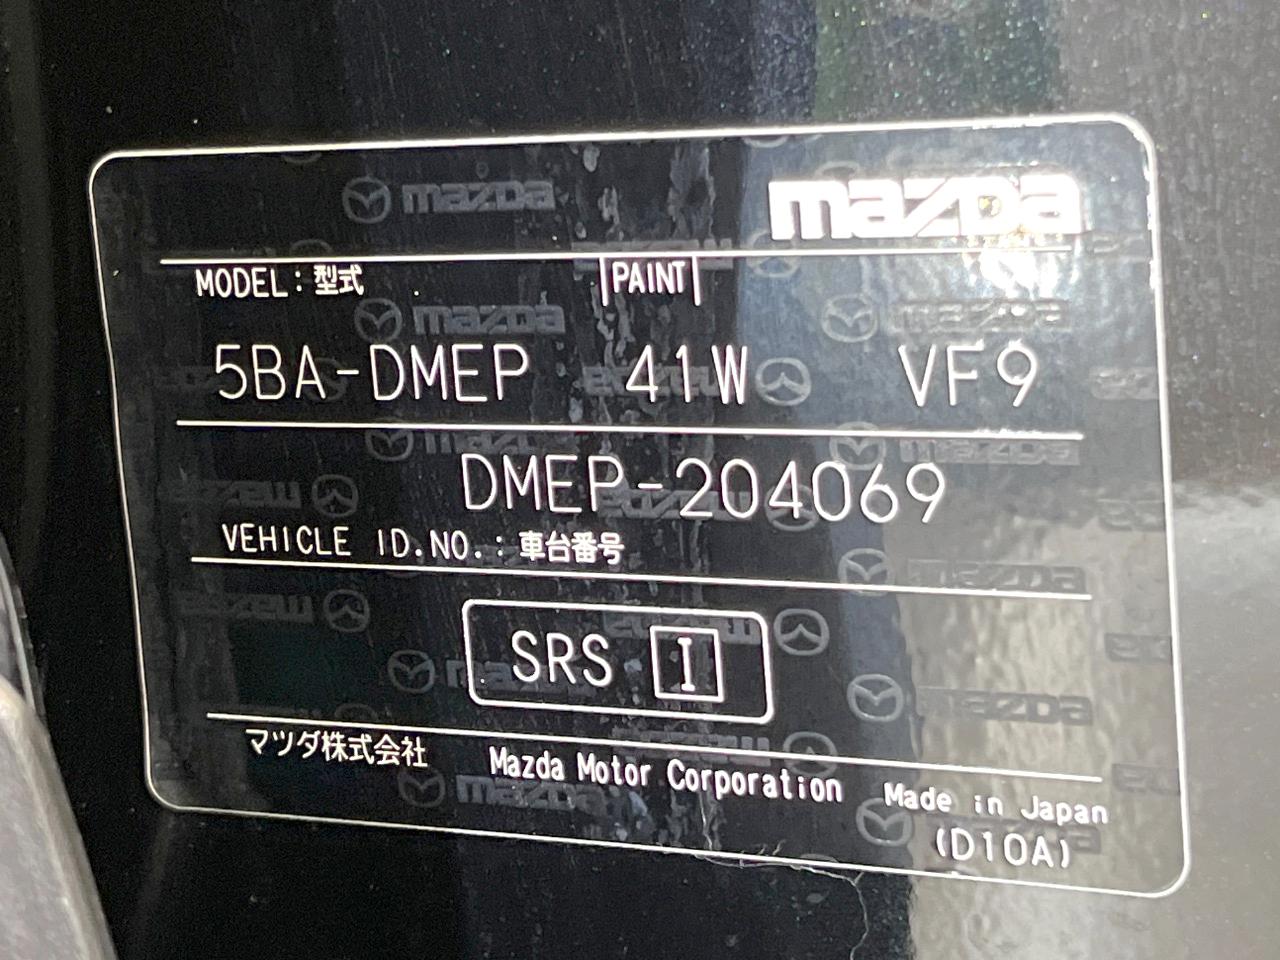 mazda
MODEL：型式 PAINT
5BA-DMEP 41W VF9
DMEP-204069
VEHICLE ID.NO.：車台番号
SRS I
マツダ株式会社 Mazda Motor Corporation Made in Japan
(D10A)